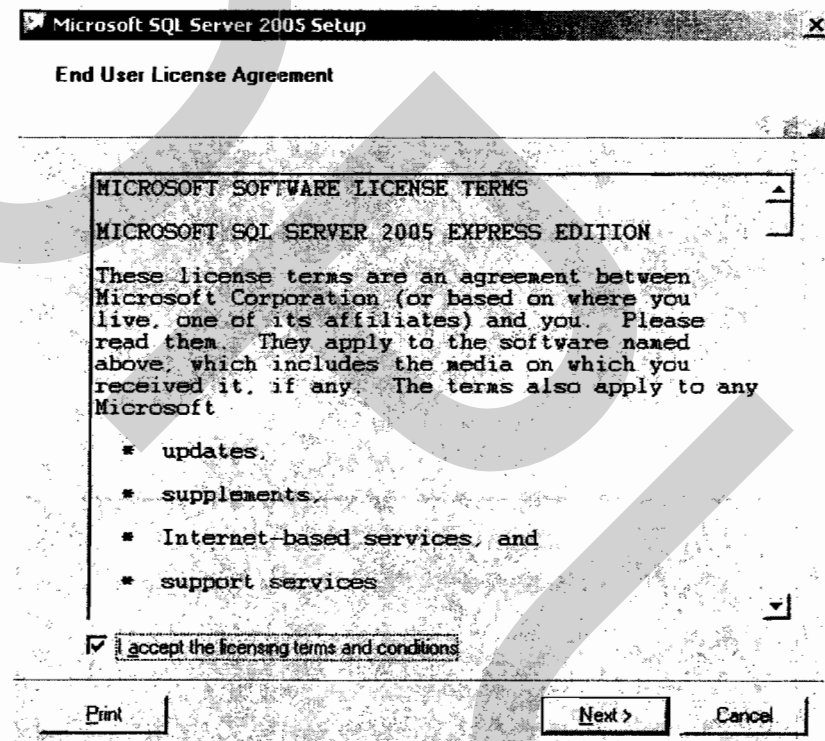 Microsoft SQL Server 2005 Setup
End User License Agreement
MICROSOFT SOFTWARE LICENSE TERMS
MICROSOFT SQL SERVER 2005 EXPRESS EDITION
These license terms are an agreement between
Microsoft Corporation (or based on where you
live, one of its affiliates) and you. Please
read them. They apply to the software named
above, which includes the media on which you
received it, if any. The terms also apply to any
Microsoft
* updates,
* supplements,
* Internet-based services, and
* support services
I accept the licensing terms and conditions
Print
Next >
Cancel